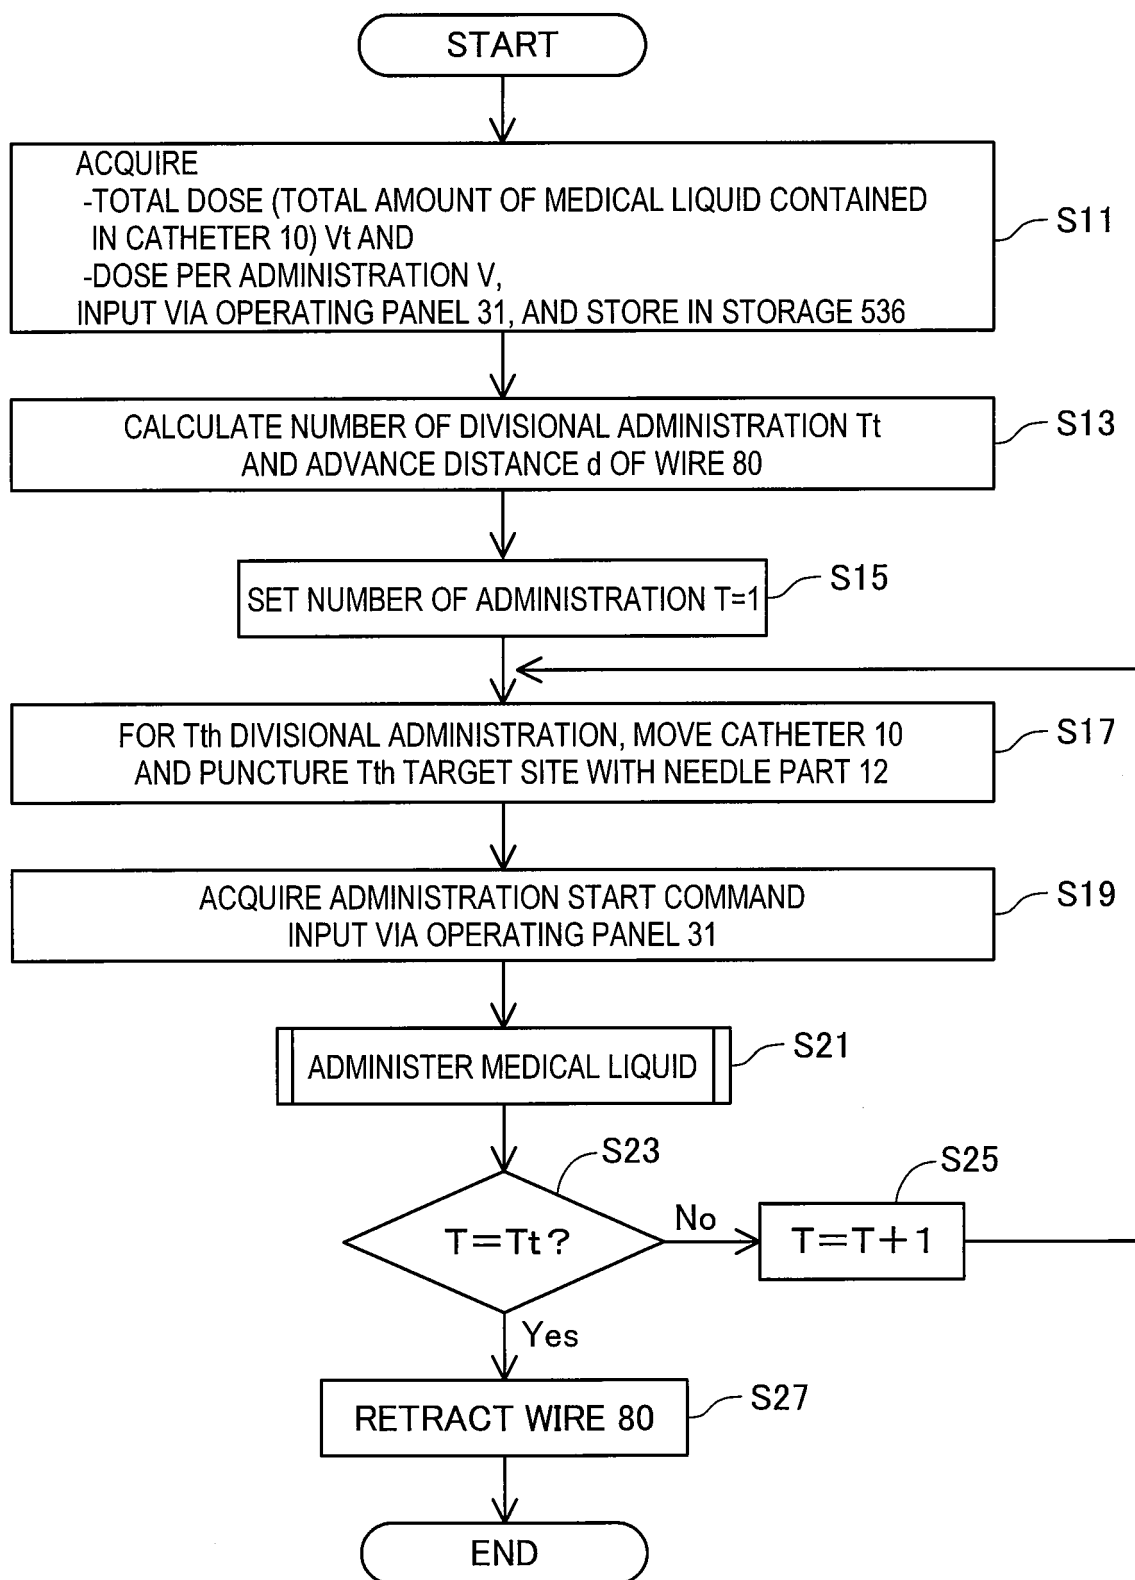 START
ACQUIRE
-TOTAL DOSE (TOTAL AMOUNT OF MEDICAL LIQUID CONTAINED
IN CATHETER 10) Vt AND
-DOSE PER ADMINISTRATION V,
INPUT VIA OPERATING PANEL 31, AND STORE IN STORAGE 536
S11
CALCULATE NUMBER OF DIVISIONAL ADMINISTRATION Tt
AND ADVANCE DISTANCE d OF WIRE 80
S13
SET NUMBER OF ADMINISTRATION T=1
S15
FOR Tth DIVISIONAL ADMINISTRATION, MOVE CATHETER 10
AND PUNCTURE Tth TARGET SITE WITH NEEDLE PART 12
S17
ACQUIRE ADMINISTRATION START COMMAND
INPUT VIA OPERATING PANEL 31
S19
ADMINISTER MEDICAL LIQUID
S21
T=Tt?
S23
No
T=T+1
S25
Yes
RETRACT WIRE 80
S27
END